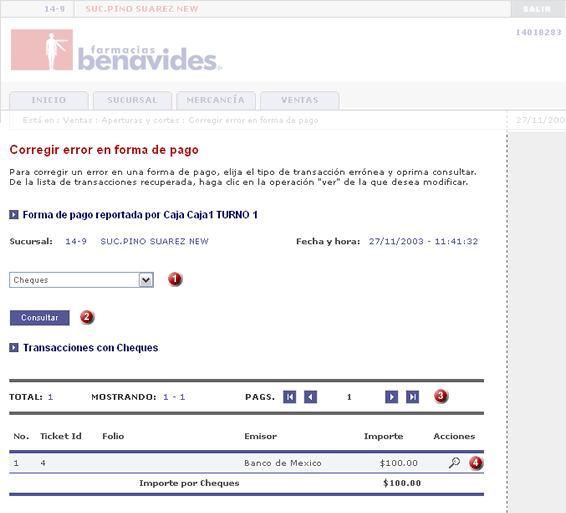 14-9 SUC.PINO SUAREZ NEW SALIR
14018283
farmacias
benavides
INICIO SUCURSAL MERCANCÍA VENTAS
Está en : Ventas : Aperturas y cortes : Corregir error en forma de pago 27/11/200
Corregir error en forma de pago
Para corregir un error en una forma de pago, elija el tipo de transacción errónea y oprima consultar.
De la lista de transacciones recuperada, haga clic en la operación "ver" de la que desea modificar.
Forma de pago reportada por Caja Caja1 TURNO 1
Sucursal: 14-9 SUC.PINO SUAREZ NEW Fecha y hora: 27/11/2003 - 11:41:32
Cheques 1
Consultar 2
Transacciones con Cheques
TOTAL: 1 MOSTRANDO: 1 - 1 PAGS. 1 3
No. Ticket Id Folio Emisor Importe Acciones
1 4 Banco de Mexico $100.00 4
Importe por Cheques $100.00